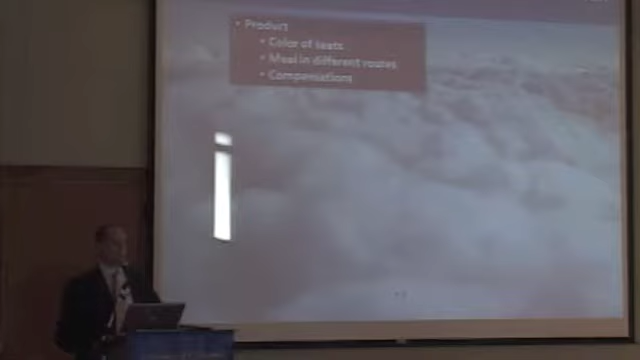 • Product
• Color of seats
• Meal in different routes
• Compensations